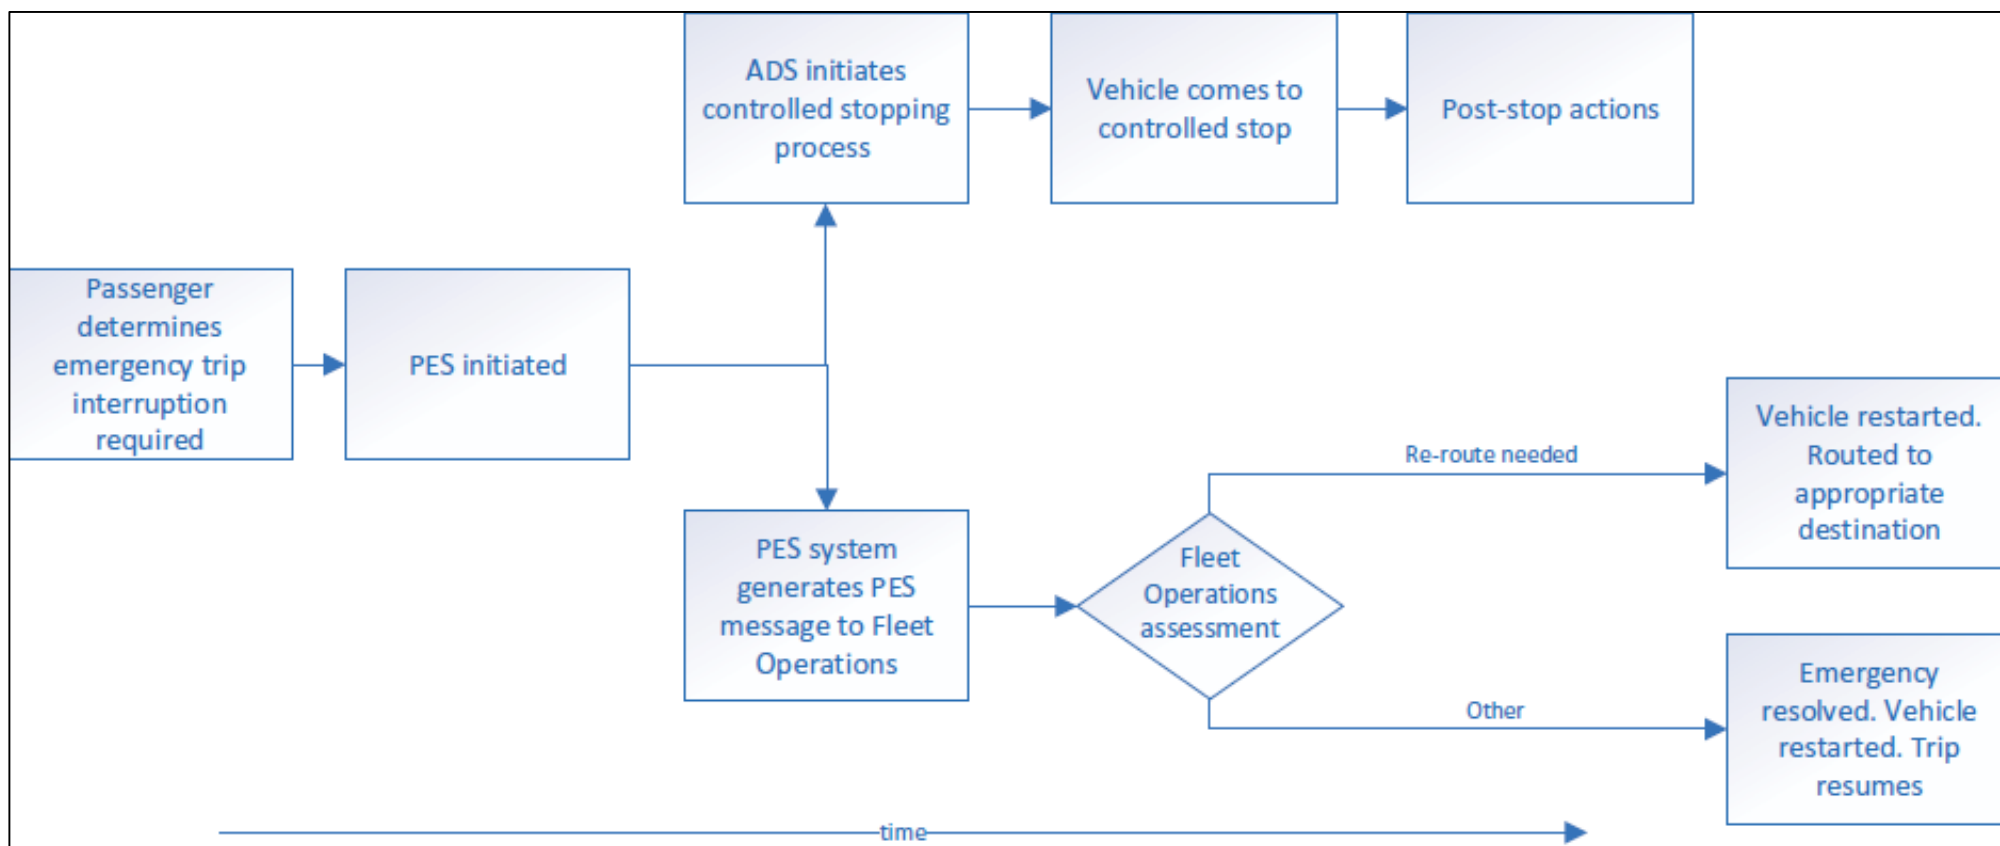 ADS initiates
controlled stopping
process
Vehicle comes to
controlled stop
Post-stop actions
Passenger
determines
emergency trip
interruption
required
PES initiated
PES system
generates PES
message to Fleet
Operations
Fleet
Operations
assessment
Re-route needed
Vehicle restarted.
Routed to
appropriate
destination
Other
Emergency
resolved. Vehicle
restarted. Trip
resumes
time